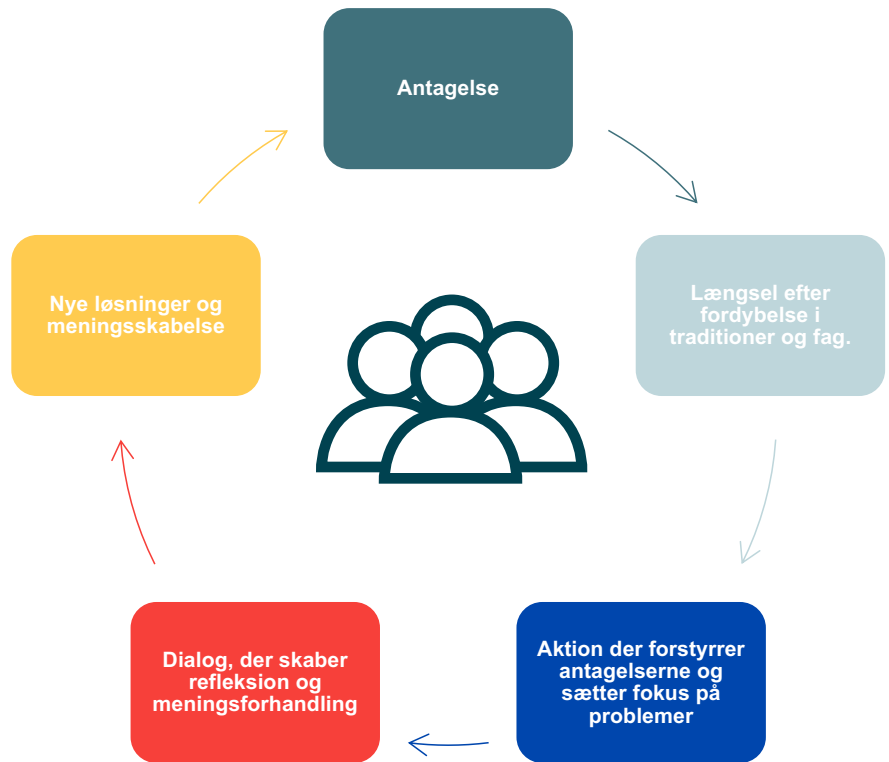 Antagelse
Længsel efter
fordybelse i
traditioner og fag.
Aktion der forstyrrer
antagelserne og
sætter fokus på
problemer
Dialog, der skaber
refleksion og
meningsforhandling
Nye løsninger og
meningsskabelse